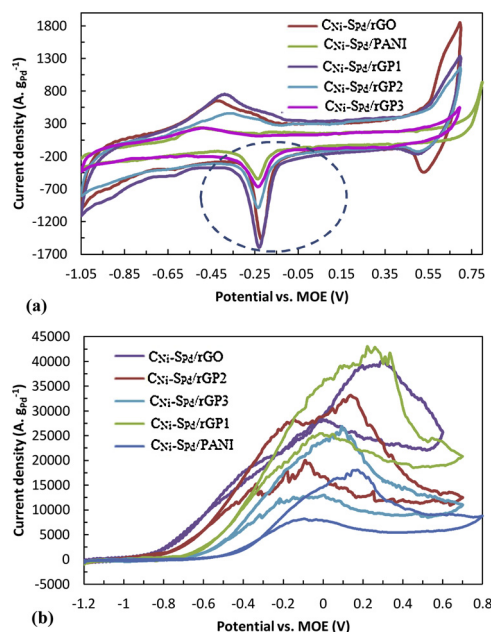 (a)
Current density (A. gPd⁻¹)
1800
1300
800
300
-200
-700
-1200
-1700
CNi-SPd/rGO
CNi-SPd/PANI
CNi-SPd/rGP1
CNi-SPd/rGP2
CNi-SPd/rGP3
-1.05 -0.85 -0.65 -0.45 -0.25 -0.05 0.15 0.35 0.55 0.75
Potential vs. MOE (V)
(b)
Current density (A. gPd⁻¹)
45000
40000
35000
30000
25000
20000
15000
10000
5000
0
-5000
CNi-SPd/rGO
CNi-SPd/rGP2
CNi-SPd/rGP3
CNi-SPd/rGP1
CNi-SPd/PANI
-1.2 -1 -0.8 -0.6 -0.4 -0.2 0 0.2 0.4 0.6 0.8
Potential vs. MOE (V)